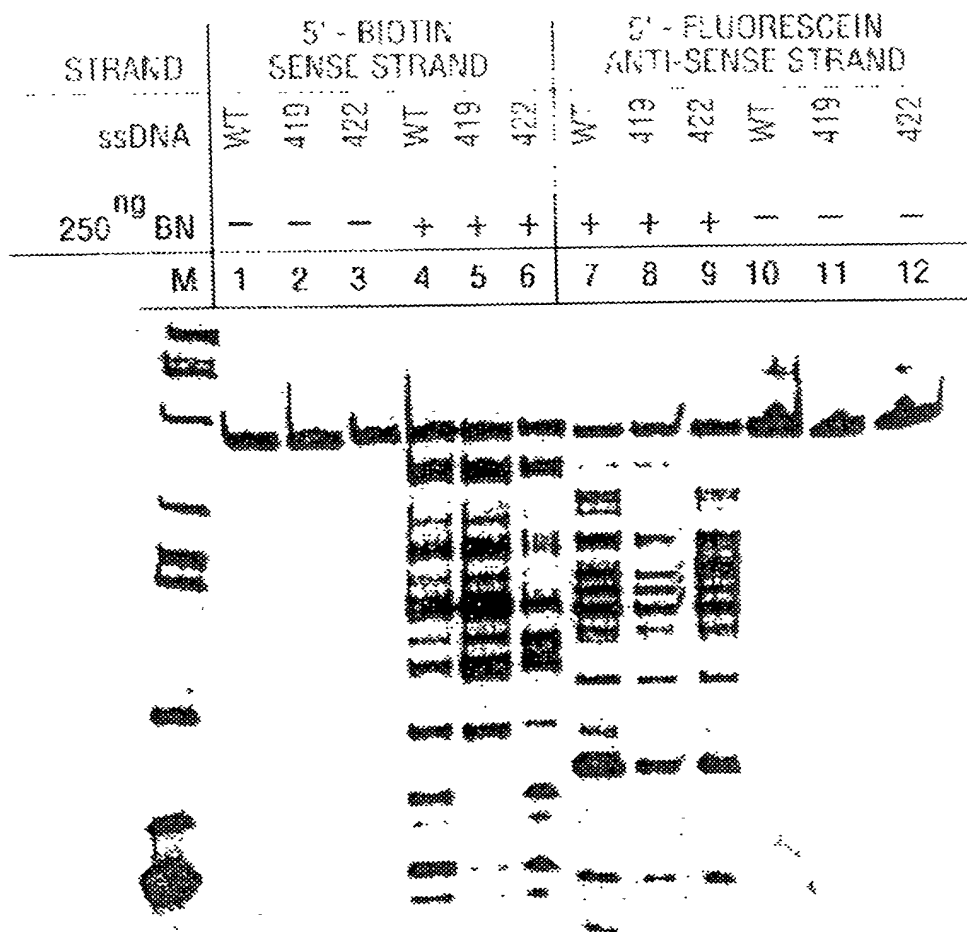 5' - BIOTIN 5' - FLUORESCEIN
STRAND SENSE STRAND ANTI-SENSE STRAND
ssDNA WT 419 422 WT 419 422 WT 419 422 WT 419 422
250 ng BN - - - + + + + + + - - -
M 1 2 3 4 5 6 7 8 9 10 11 12